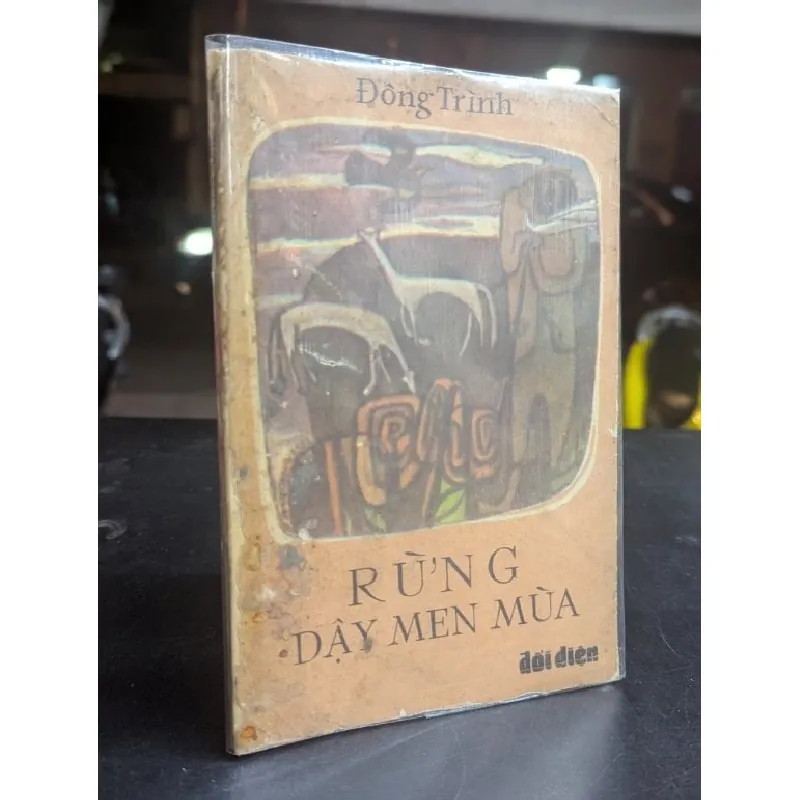 Đông Trình
RỪNG
DẬY MEN MÙA
đối diện